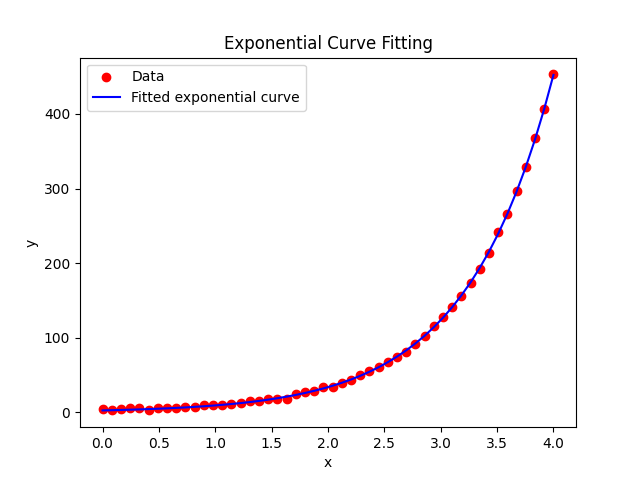 Exponential Curve Fitting
Data
Fitted exponential curve
400
300
200
100
0
y
0.0 0.5 1.0 1.5 2.0 2.5 3.0 3.5 4.0
x